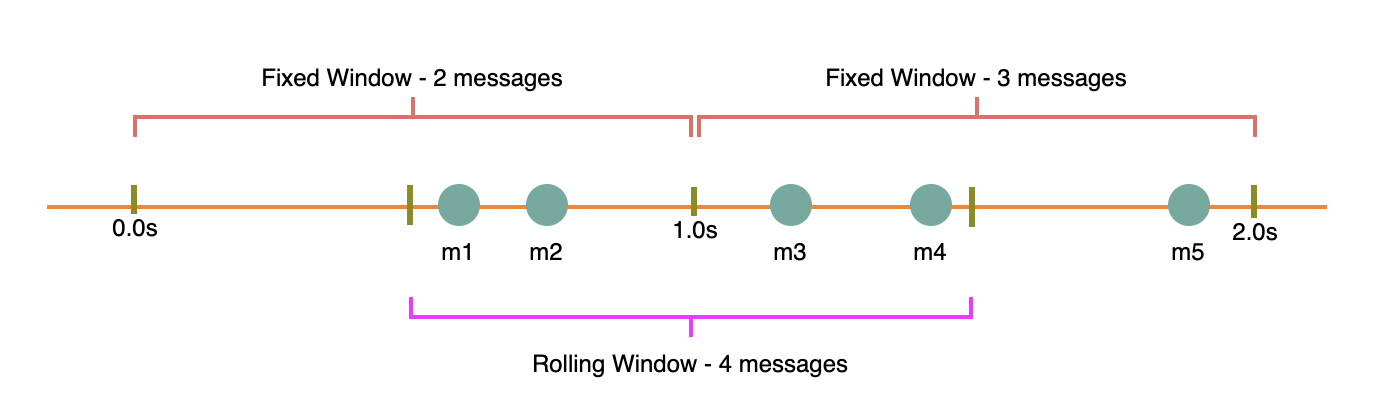 Fixed Window - 2 messages
Fixed Window - 3 messages
0.0s
1.0s
2.0s
m1
m2
m3
m4
m5
Rolling Window - 4 messages